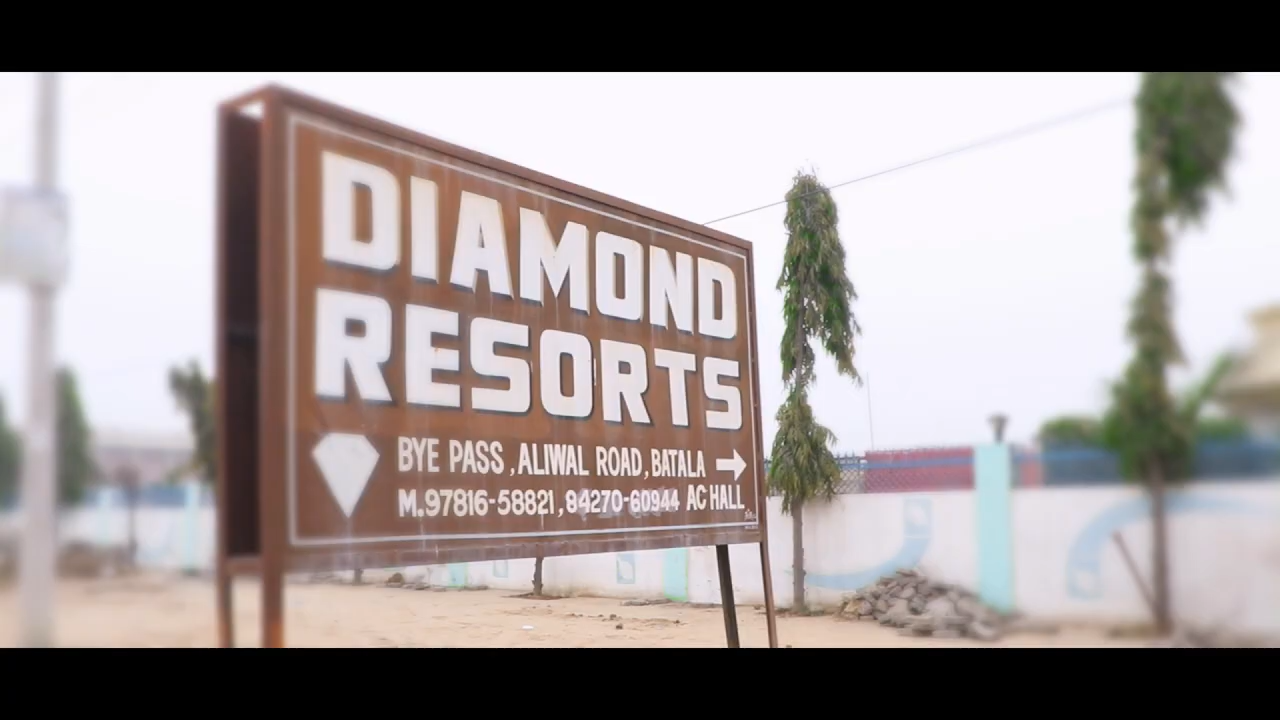 DIAMOND
RESORTS
BYE PASS, ALIWAL ROAD, BATALA
M.97816-58821, 84270-60944 AC HALL